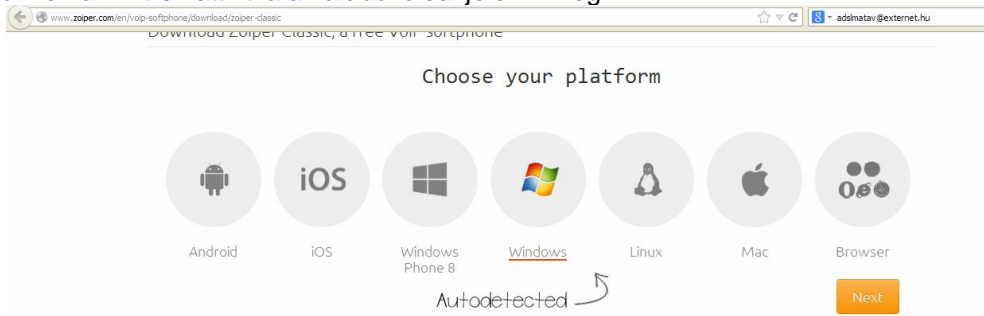 www.zoiper.com/en/voip-softphone/download/zoiper-classic
adslmatav@externet.hu
Download Zoiper Classic, a free VoIP softphone
Choose your platform
iOS
Android
iOS
Windows Phone 8
Windows
Linux
Mac
Browser
Autodetected
Next